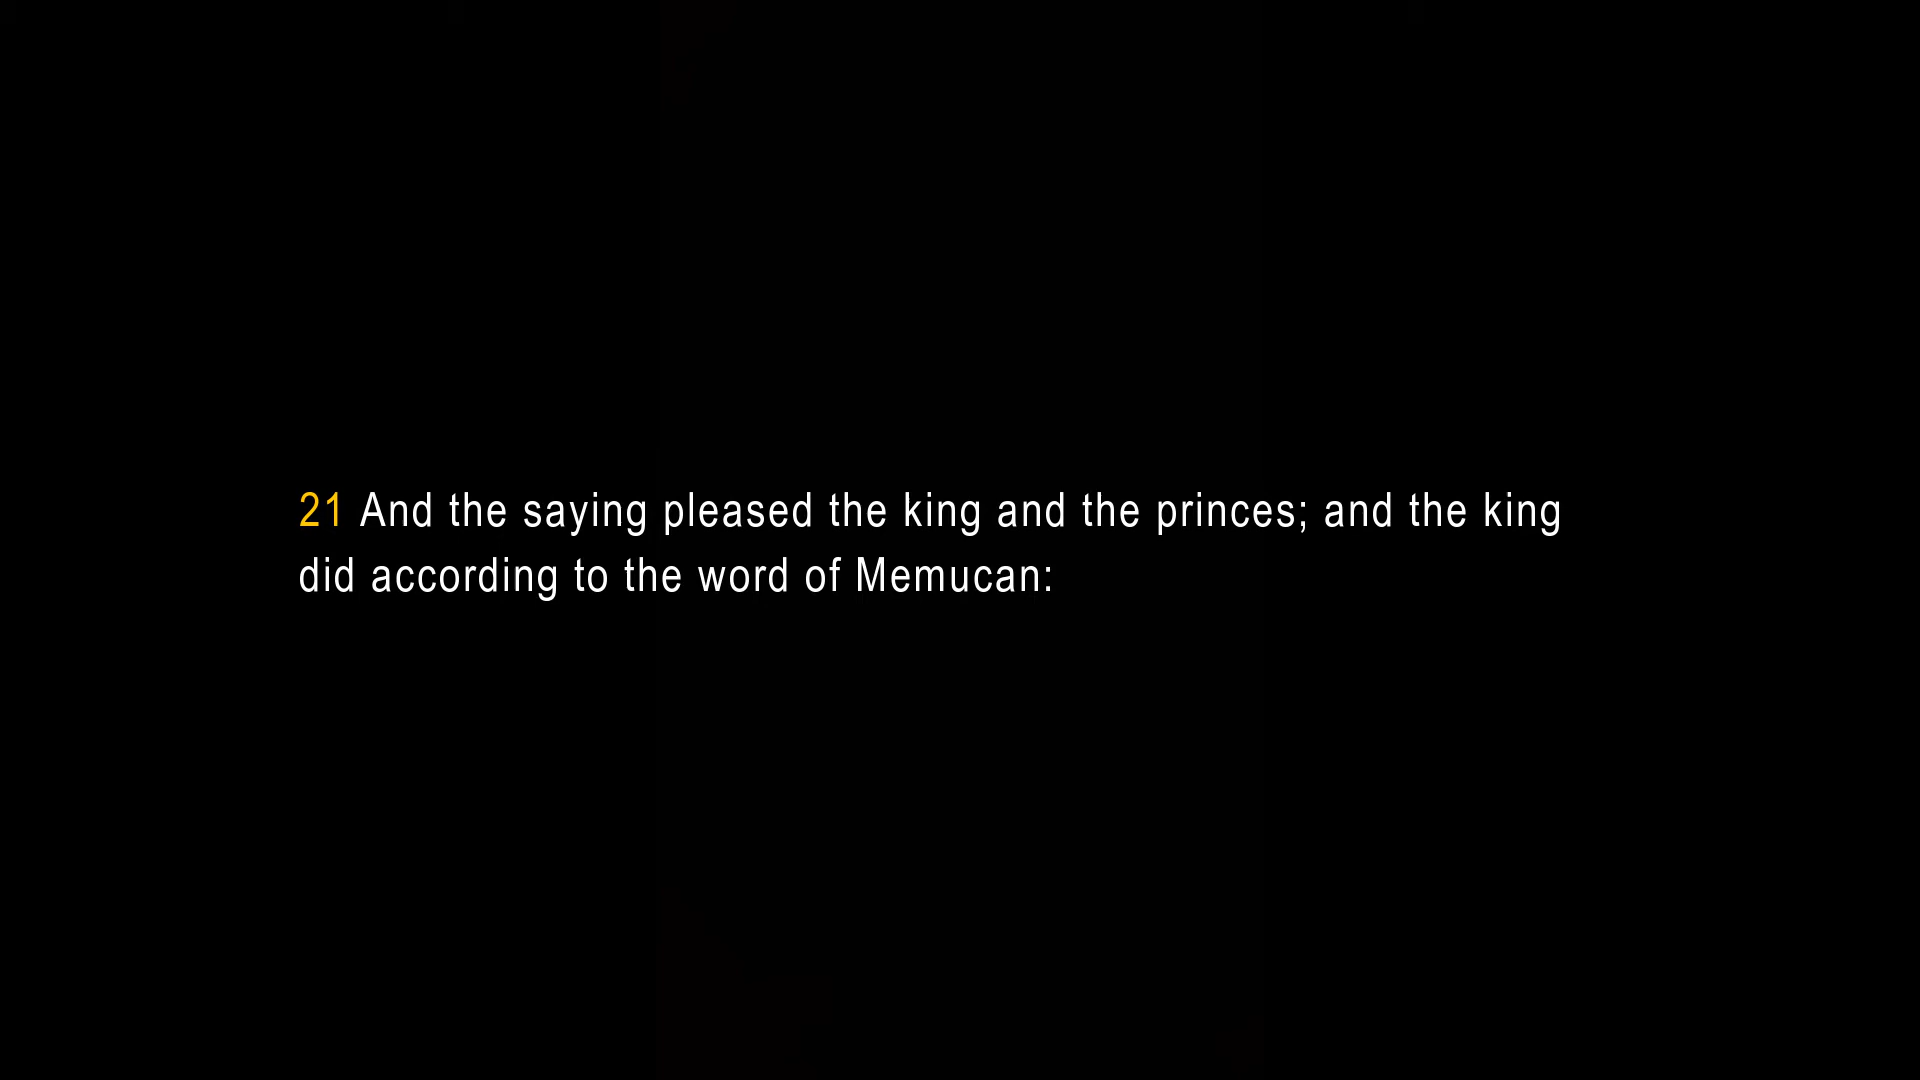 21 And the saying pleased the king and the princes; and the king
did according to the word of Memucan: